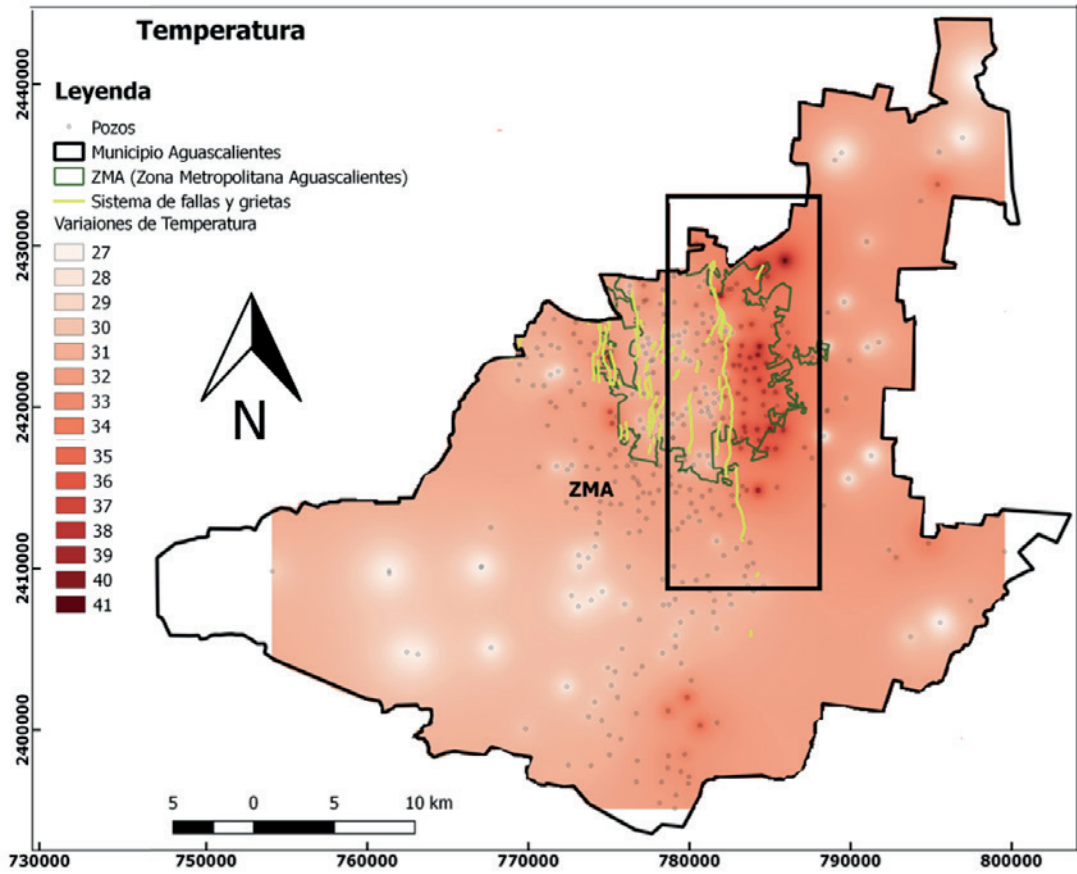 Temperatura
Leyenda
Pozos
Municipio Aguascalientes
ZMA (Zona Metropolitana Aguascalientes)
Sistema de fallas y grietas
Variaiones de Temperatura
27
28
29
30
31
32
33
34
35
36
37
38
39
40
41
N
ZMA
5 0 5 10 km
2440000
2430000
2420000
2410000
2400000
730000 750000 760000 770000 780000 790000 800000